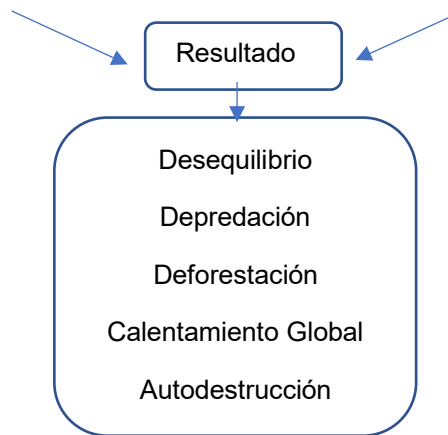 Resultado
Desequilibrio
Depredación
Deforestación
Calentamiento Global
Autodestrucción